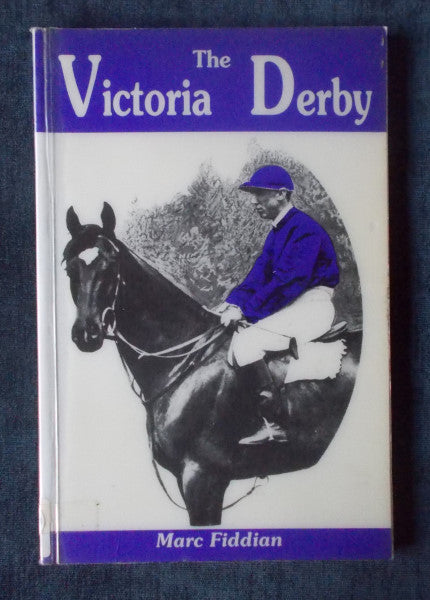 The
Victoria Derby
Marc Fiddian